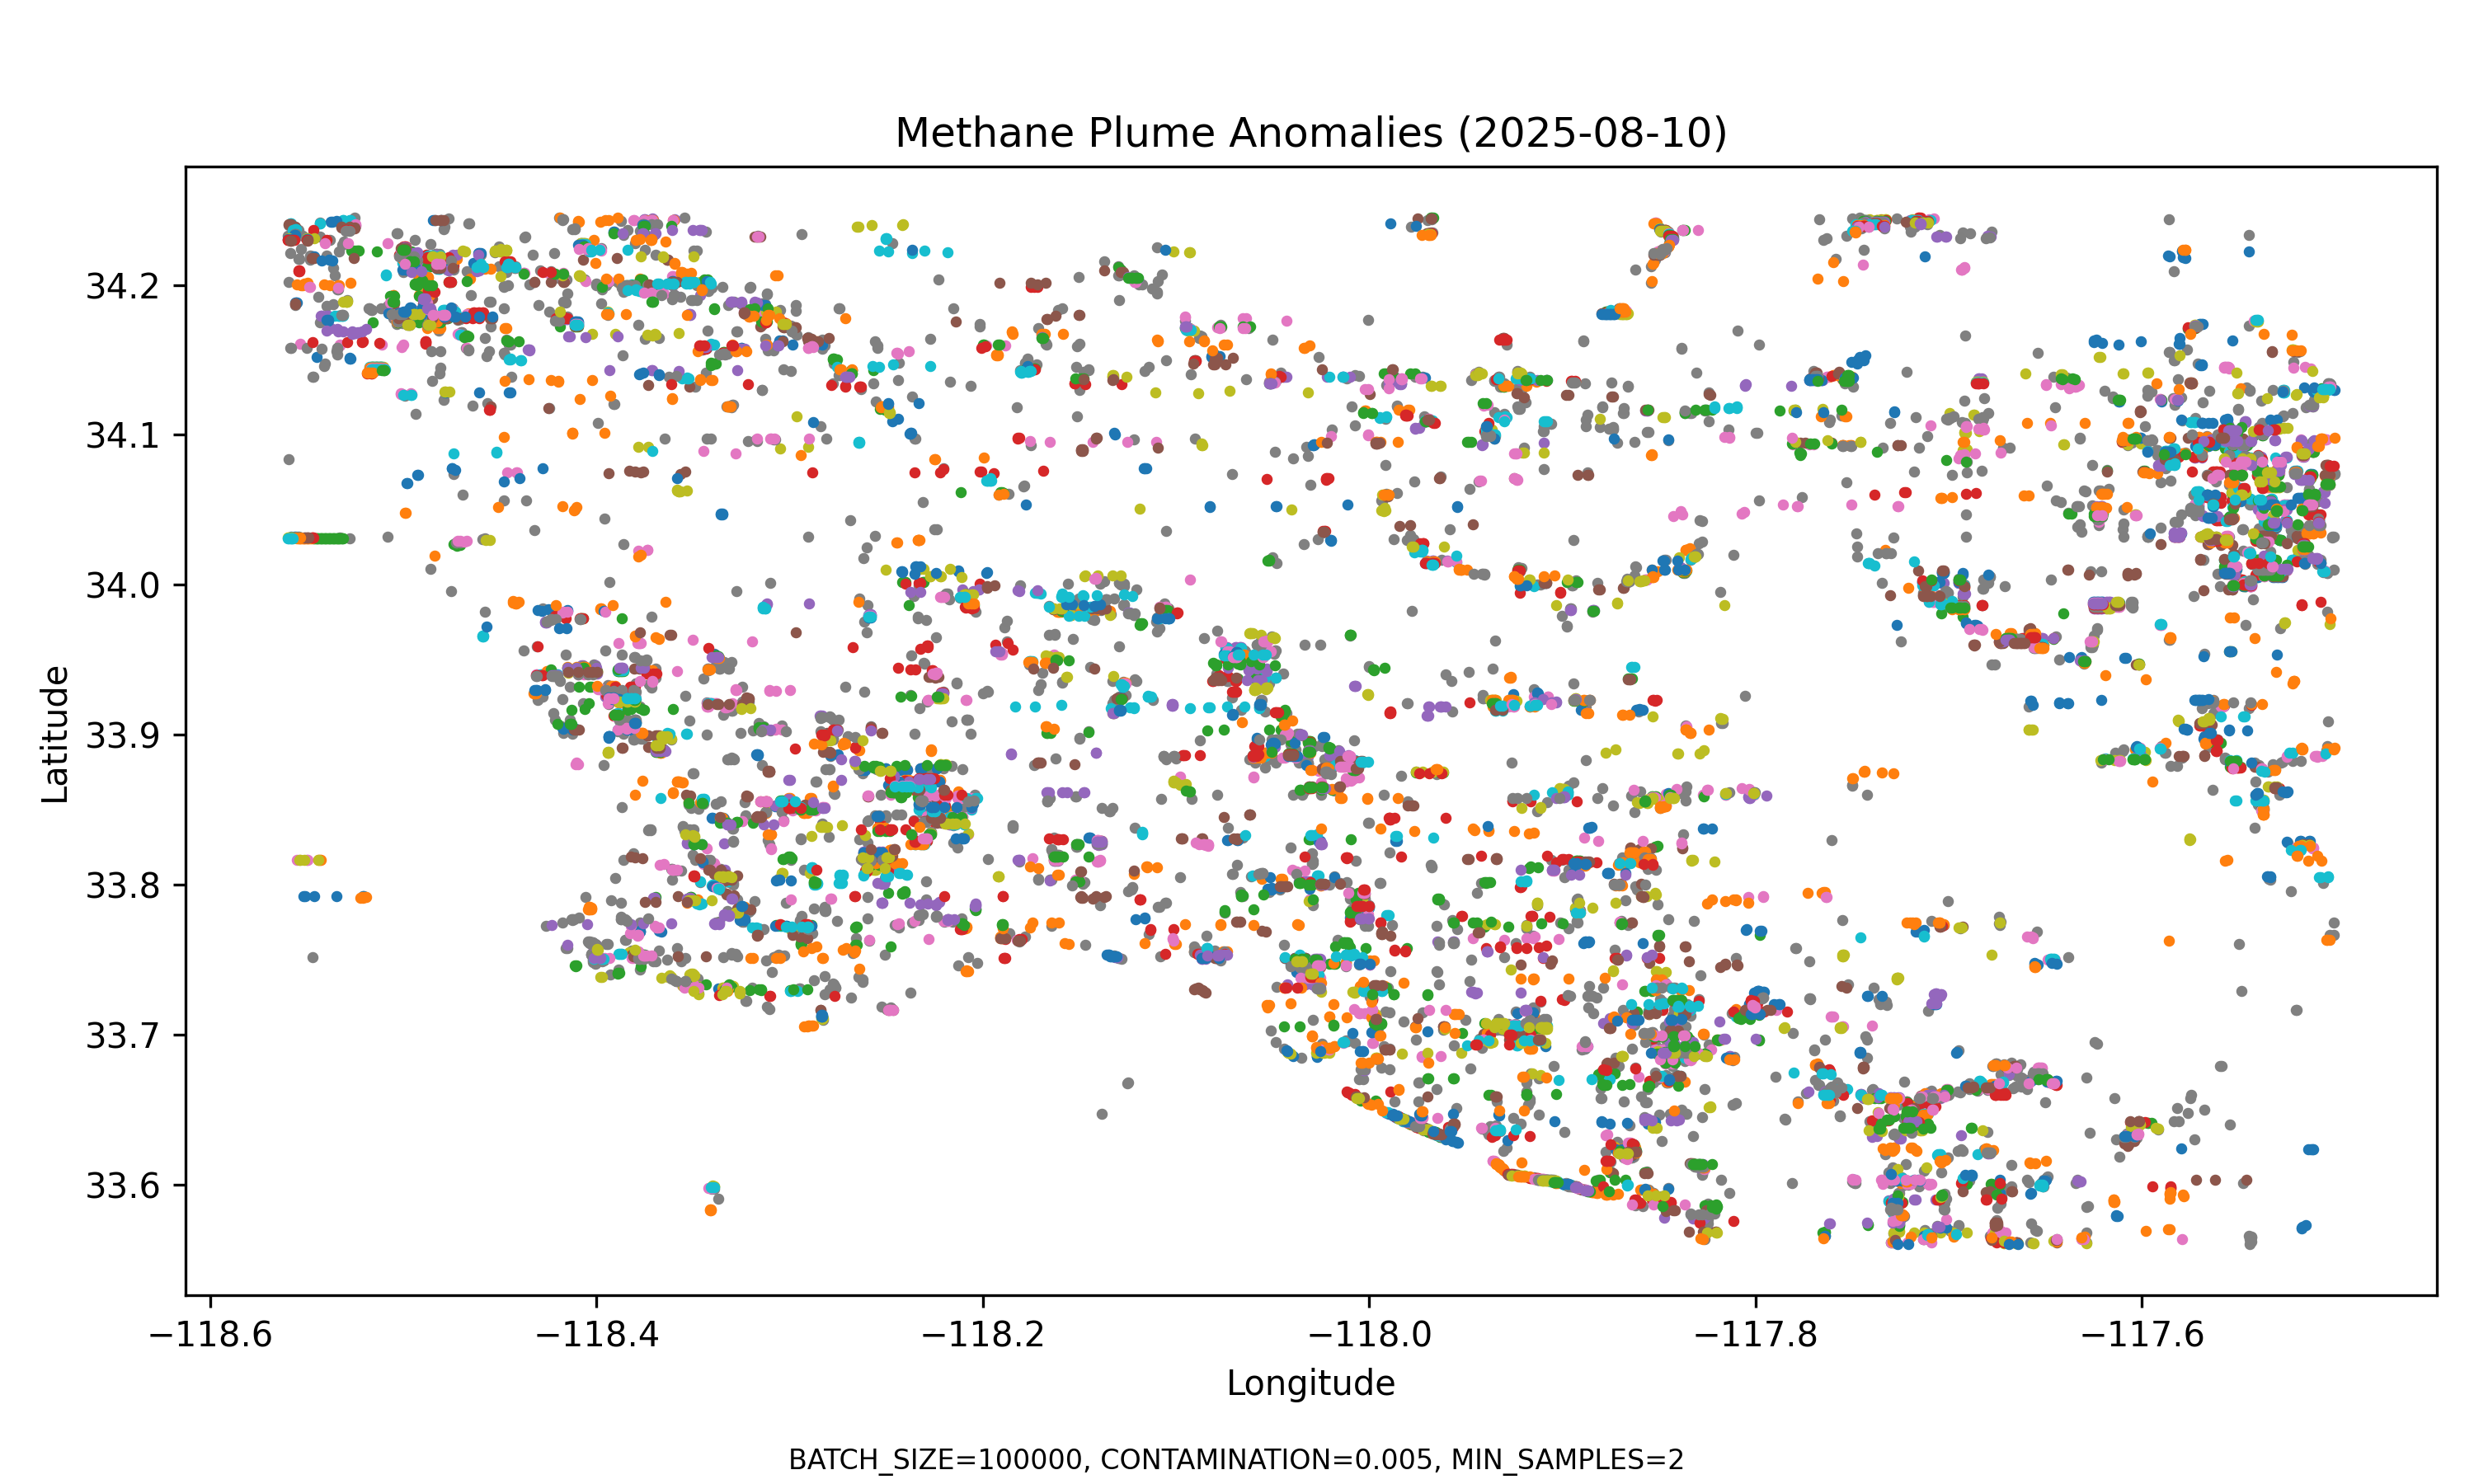 Methane Plume Anomalies (2025-08-10)
34.2
34.1
34.0
33.9
33.8
33.7
33.6
Latitude
−118.6 −118.4 −118.2 −118.0 −117.8 −117.6
Longitude
BATCH_SIZE=100000, CONTAMINATION=0.005, MIN_SAMPLES=2